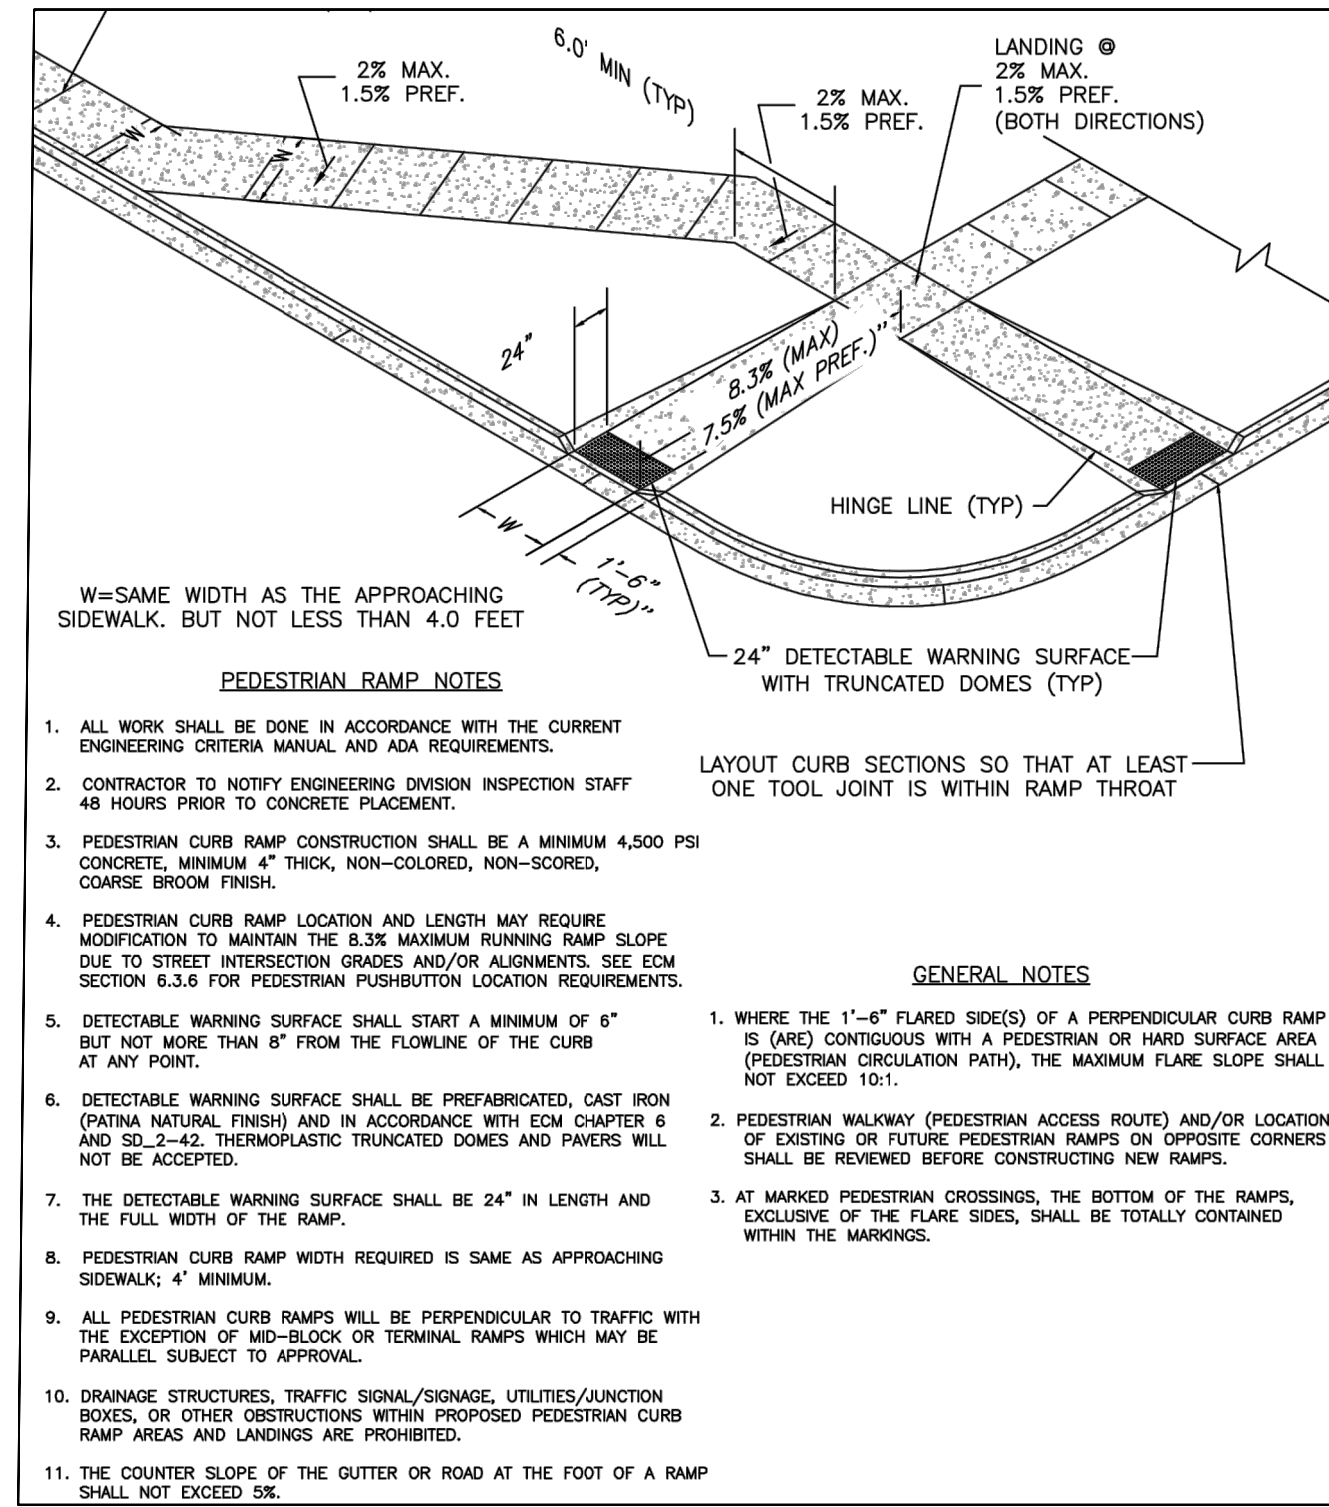 6.0' MIN (TYP)
2% MAX.
1.5% PREF.
2% MAX.
1.5% PREF.
LANDING @
2% MAX.
1.5% PREF.
(BOTH DIRECTIONS)
W
W
24"
8.3% (MAX)
7.5% (MAX PREF.)"
HINGE LINE (TYP)
W
1'-6"
(TYP)"
W=SAME WIDTH AS THE APPROACHING
SIDEWALK. BUT NOT LESS THAN 4.0 FEET
24" DETECTABLE WARNING SURFACE
WITH TRUNCATED DOMES (TYP)
LAYOUT CURB SECTIONS SO THAT AT LEAST
ONE TOOL JOINT IS WITHIN RAMP THROAT
PEDESTRIAN RAMP NOTES
1. ALL WORK SHALL BE DONE IN ACCORDANCE WITH THE CURRENT
ENGINEERING CRITERIA MANUAL AND ADA REQUIREMENTS.
2. CONTRACTOR TO NOTIFY ENGINEERING DIVISION INSPECTION STAFF
48 HOURS PRIOR TO CONCRETE PLACEMENT.
3. PEDESTRIAN CURB RAMP CONSTRUCTION SHALL BE A MINIMUM 4,500 PSI
CONCRETE, MINIMUM 4" THICK, NON-COLORED, NON-SCORED,
COARSE BROOM FINISH.
4. PEDESTRIAN CURB RAMP LOCATION AND LENGTH MAY REQUIRE
MODIFICATION TO MAINTAIN THE 8.3% MAXIMUM RUNNING RAMP SLOPE
DUE TO STREET INTERSECTION GRADES AND/OR ALIGNMENTS. SEE ECM
SECTION 6.3.6 FOR PEDESTRIAN PUSHBUTTON LOCATION REQUIREMENTS.
5. DETECTABLE WARNING SURFACE SHALL START A MINIMUM OF 6"
BUT NOT MORE THAN 8" FROM THE FLOWLINE OF THE CURB
AT ANY POINT.
6. DETECTABLE WARNING SURFACE SHALL BE PREFABRICATED, CAST IRON
(PATINA NATURAL FINISH) AND IN ACCORDANCE WITH ECM CHAPTER 6
AND SD_2-42. THERMOPLASTIC TRUNCATED DOMES AND PAVERS WILL
NOT BE ACCEPTED.
7. THE DETECTABLE WARNING SURFACE SHALL BE 24" IN LENGTH AND
THE FULL WIDTH OF THE RAMP.
8. PEDESTRIAN CURB RAMP WIDTH REQUIRED IS SAME AS APPROACHING
SIDEWALK; 4' MINIMUM.
9. ALL PEDESTRIAN CURB RAMPS WILL BE PERPENDICULAR TO TRAFFIC WITH
THE EXCEPTION OF MID-BLOCK OR TERMINAL RAMPS WHICH MAY BE
PARALLEL SUBJECT TO APPROVAL.
10. DRAINAGE STRUCTURES, TRAFFIC SIGNAL/SIGNAGE, UTILITIES/JUNCTION
BOXES, OR OTHER OBSTRUCTIONS WITHIN PROPOSED PEDESTRIAN CURB
RAMP AREAS AND LANDINGS ARE PROHIBITED.
11. THE COUNTER SLOPE OF THE GUTTER OR ROAD AT THE FOOT OF A RAMP
SHALL NOT EXCEED 5%.
GENERAL NOTES
1. WHERE THE 1'-6" FLARED SIDE(S) OF A PERPENDICULAR CURB RAMP
IS (ARE) CONTIGUOUS WITH A PEDESTRIAN OR HARD SURFACE AREA
(PEDESTRIAN CIRCULATION PATH), THE MAXIMUM FLARE SLOPE SHALL
NOT EXCEED 10:1.
2. PEDESTRIAN WALKWAY (PEDESTRIAN ACCESS ROUTE) AND/OR LOCATION
OF EXISTING OR FUTURE PEDESTRIAN RAMPS ON OPPOSITE CORNERS
SHALL BE REVIEWED BEFORE CONSTRUCTING NEW RAMPS.
3. AT MARKED PEDESTRIAN CROSSINGS, THE BOTTOM OF THE RAMPS,
EXCLUSIVE OF THE FLARE SIDES, SHALL BE TOTALLY CONTAINED
WITHIN THE MARKINGS.